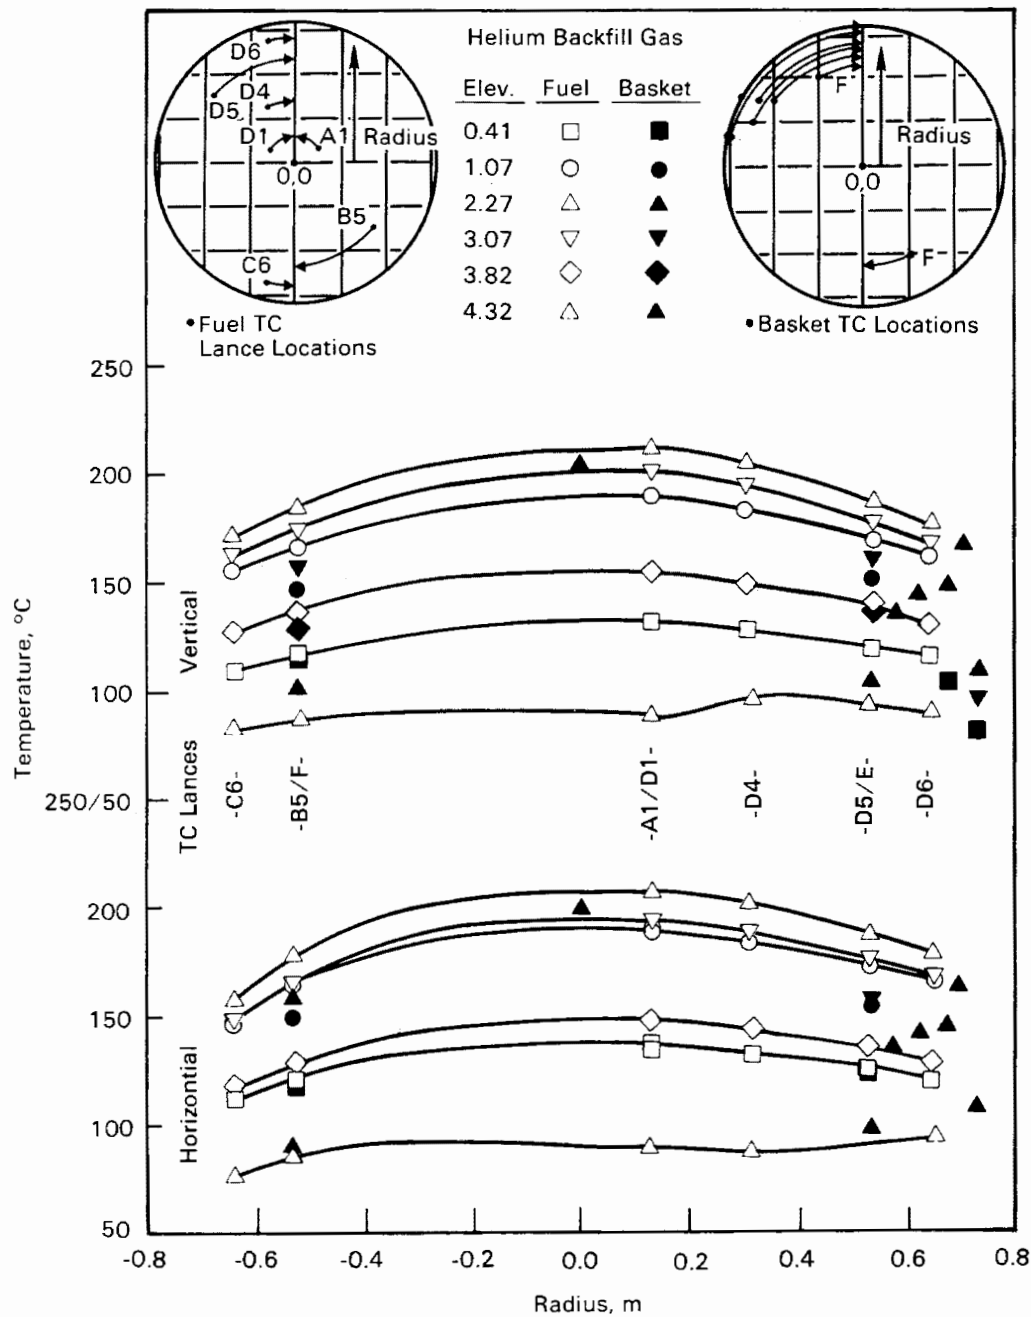 Helium Backfill Gas
Elev. Fuel Basket
0.41
1.07
2.27
3.07
3.82
4.32
D6
D4
D5
D1
A1
Radius
0,0
B5
C6
• Fuel TC
Lance Locations
F
Radius
0,0
F
• Basket TC Locations
Temperature, °C
250
200
150
100
250/50
200
150
100
50
Vertical
TC Lances
-C6-
-B5/F-
-A1/D1-
-D4-
-D5/E-
-D6-
Horizontial
-0.8 -0.6 -0.4 -0.2 0.0 0.2 0.4 0.6 0.8
Radius, m